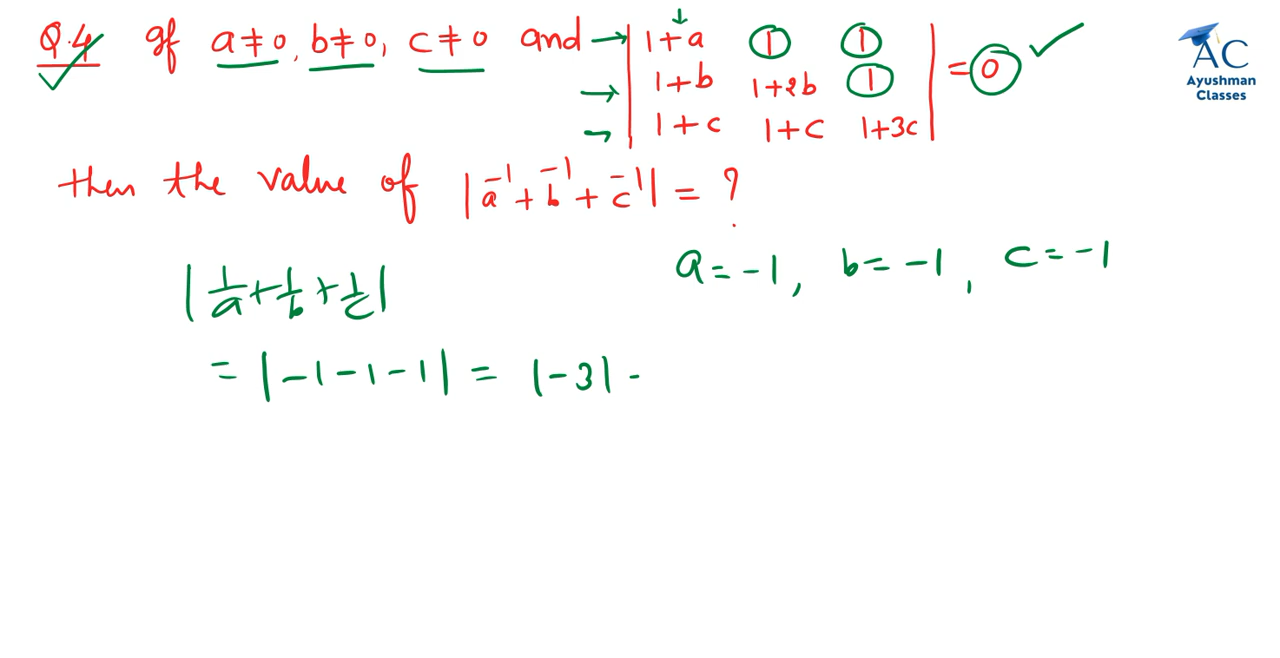 Q.4 If a≠0, b≠0, c≠0 and → | 1+a 1 1 |
→ | 1+b 1+2b 1 | = 0 ✓
→ | 1+c 1+c 1+3c |
AC
Ayushman
Classes
then the value of |a⁻¹ + b⁻¹ + c⁻¹| = ?
a = -1, b = -1, c = -1
|1/a + 1/b + 1/c|
= |-1-1-1| = |-3| -